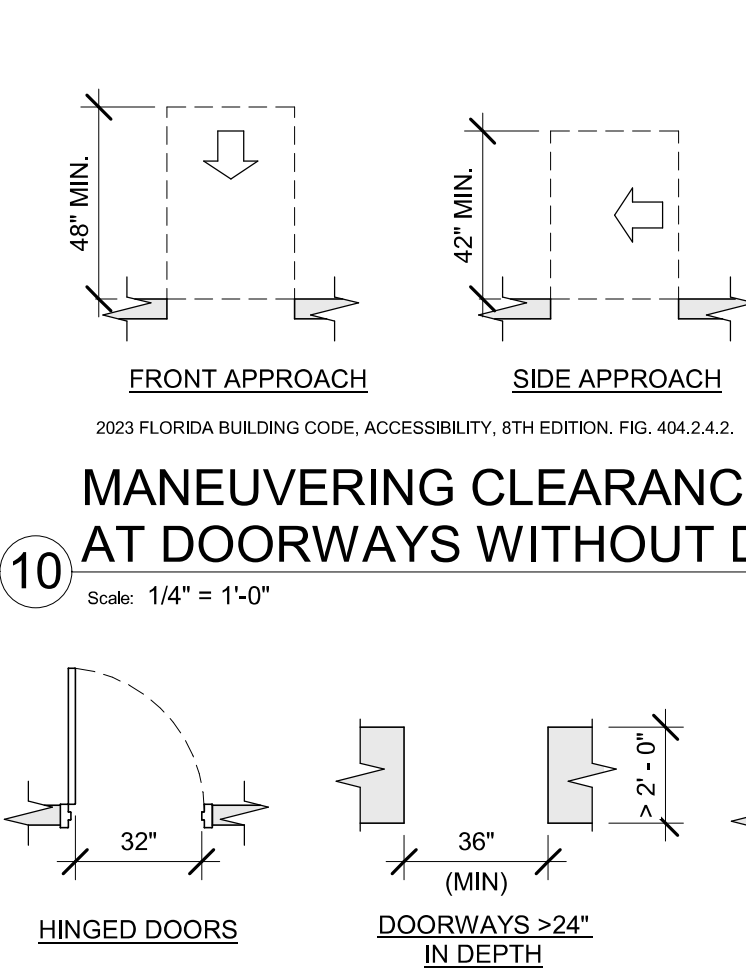 48" MIN.
42" MIN.
FRONT APPROACH
SIDE APPROACH
2023 FLORIDA BUILDING CODE, ACCESSIBILITY, 8TH EDITION. FIG. 404.2.4.2.
MANEUVERING CLEARANC
AT DOORWAYS WITHOUT D
10
Scale: 1/4" = 1'-0"
> 2' - 0"
32"
36"
(MIN)
HINGED DOORS
DOORWAYS >24"
IN DEPTH